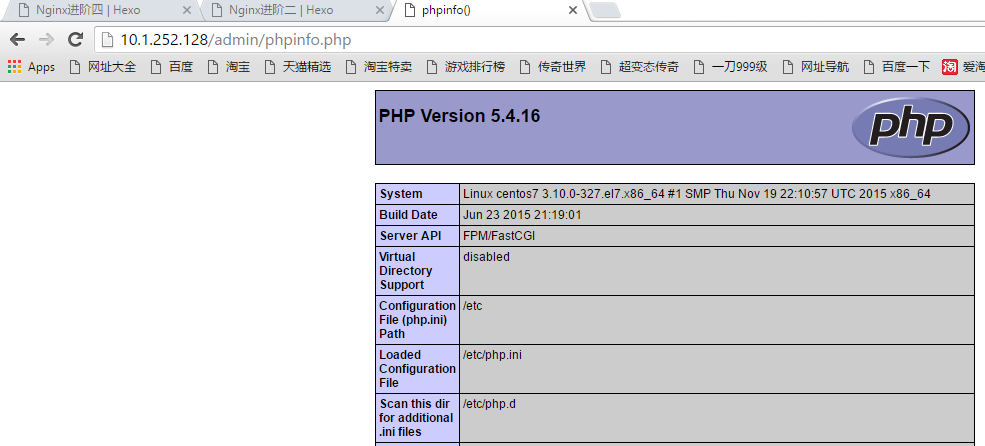 Nginx进阶四 | Hexo
Nginx进阶二 | Hexo
phpinfo()
10.1.252.128/admin/phpinfo.php
Apps 网址大全 百度 淘宝 天猫精选 淘宝特卖 游戏排行榜 传奇世界 超变态传奇 一刀999级 网址导航 百度一下 淘 爱淘
PHP Version 5.4.16
php
System Linux centos7 3.10.0-327.el7.x86_64 #1 SMP Thu Nov 19 22:10:57 UTC 2015 x86_64
Build Date Jun 23 2015 21:19:01
Server API FPM/FastCGI
Virtual disabled
Directory
Support
Configuration /etc
File (php.ini)
Path
Loaded /etc/php.ini
Configuration
File
Scan this dir /etc/php.d
for additional
.ini files